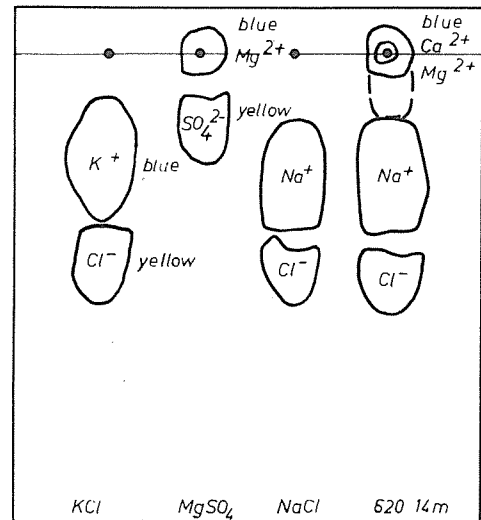 blue
Mg²⁺
blue
Ca²⁺
Mg²⁺
SO₄²⁻ yellow
K⁺ blue
Na⁺
Na⁺
Cl⁻ yellow
Cl⁻
Cl⁻
KCl MgSO₄ NaCl 620 14m